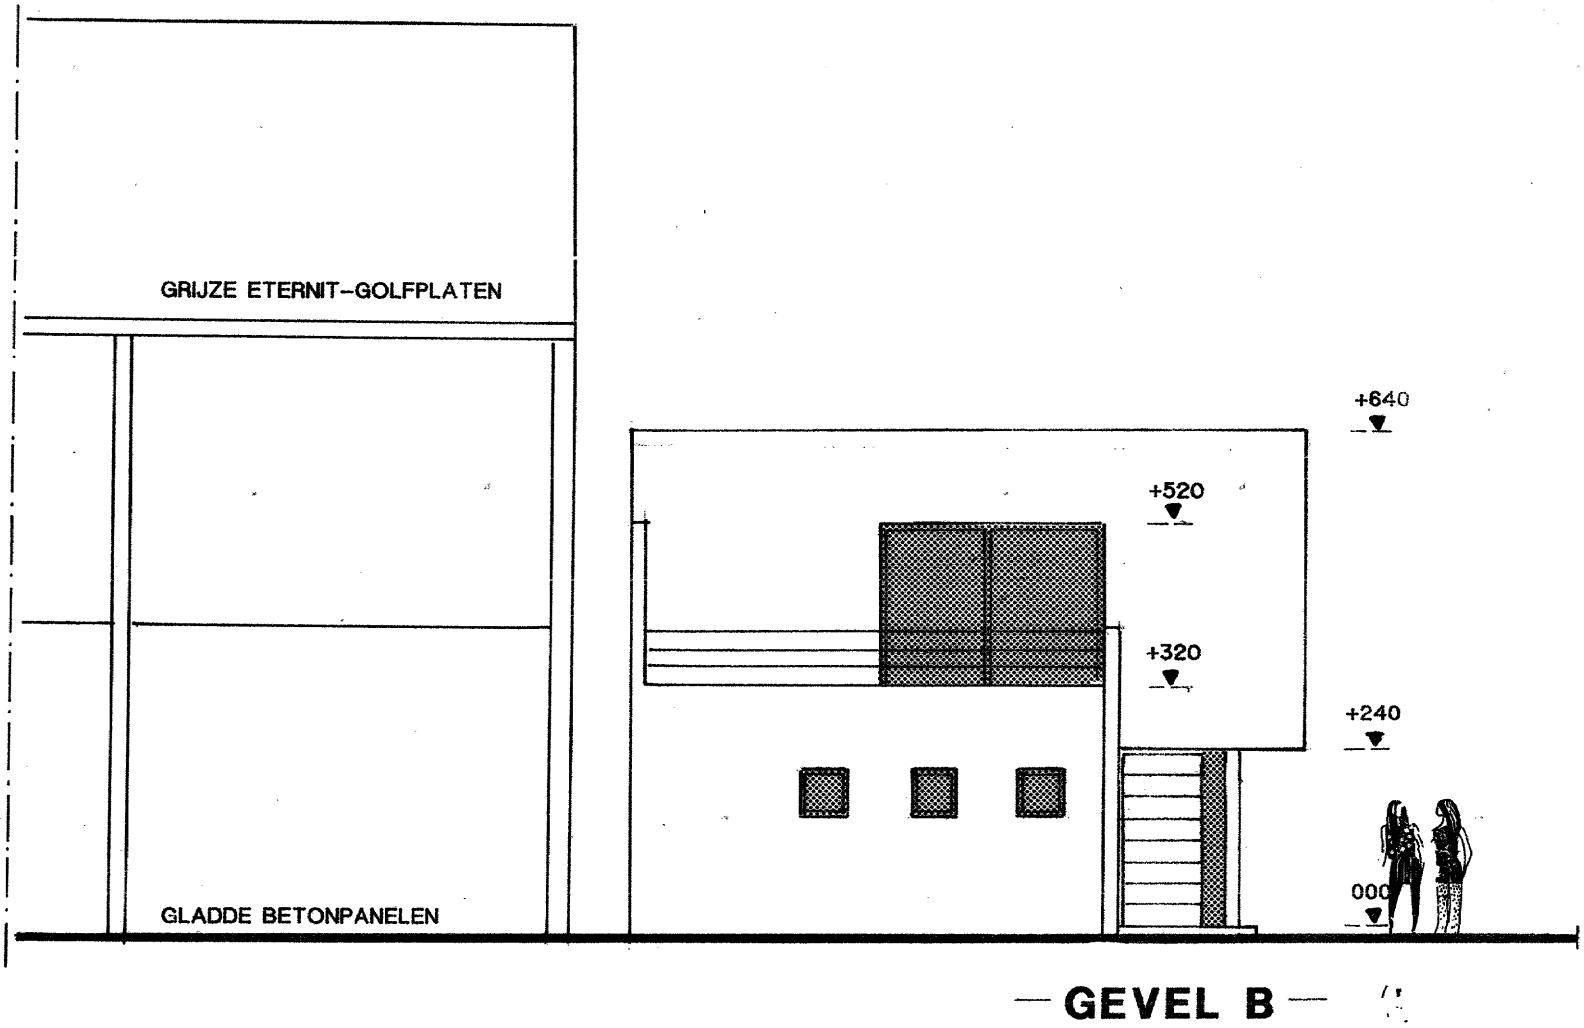 GRIJZE ETERNIT-GOLFPLATEN
+640
+520
+320
+240
000
GLADDE BETONPANELEN
— GEVEL B —